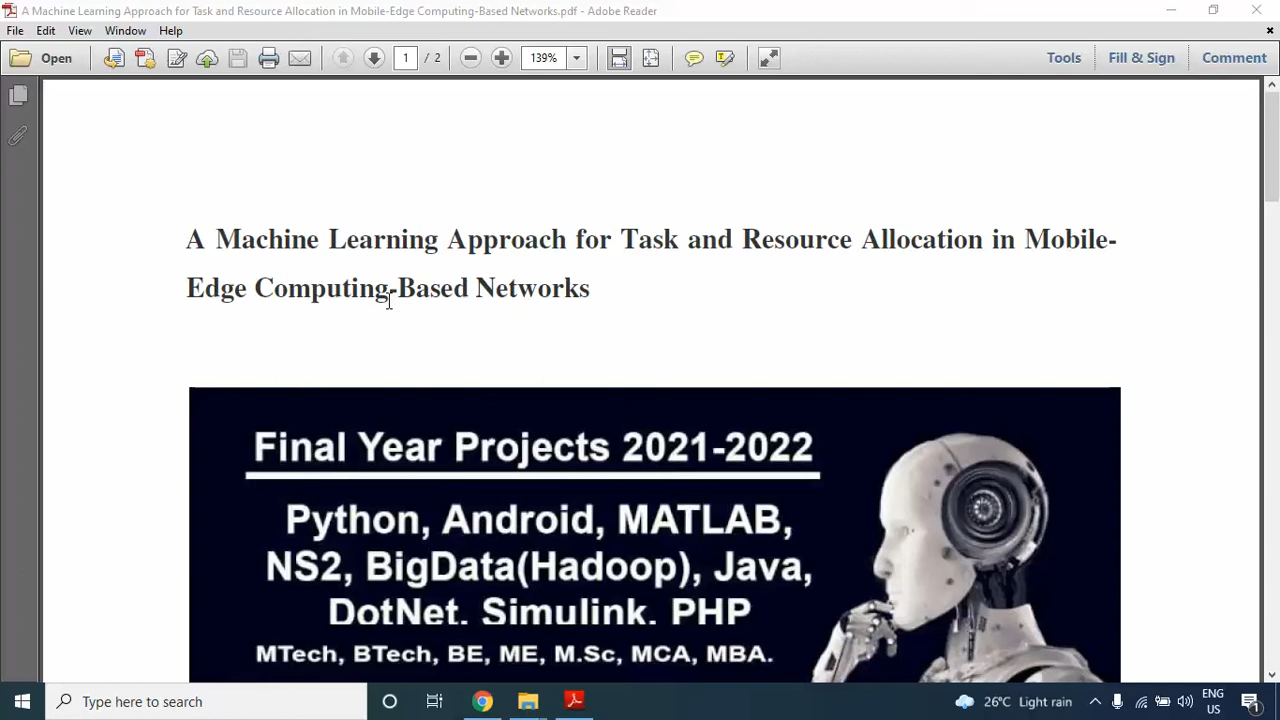 A Machine Learning Approach for Task and Resource Allocation in Mobile-Edge Computing-Based Networks.pdf - Adobe Reader
File Edit View Window Help
Open 1 / 2 139% Tools Fill & Sign Comment
A Machine Learning Approach for Task and Resource Allocation in Mobile-
Edge Computing-Based Networks
Final Year Projects 2021-2022
Python, Android, MATLAB,
NS2, BigData(Hadoop), Java,
DotNet, Simulink, PHP
MTech, BTech, BE, ME, M.Sc, MCA, MBA.
Type here to search 26°C Light rain ENG
US 1